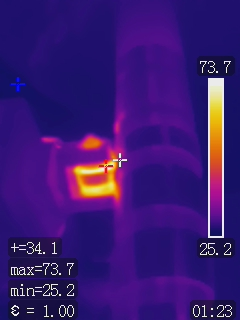 73.7
25.2
+=34.1
max=73.7
min=25.2
ε = 1.00
01:23